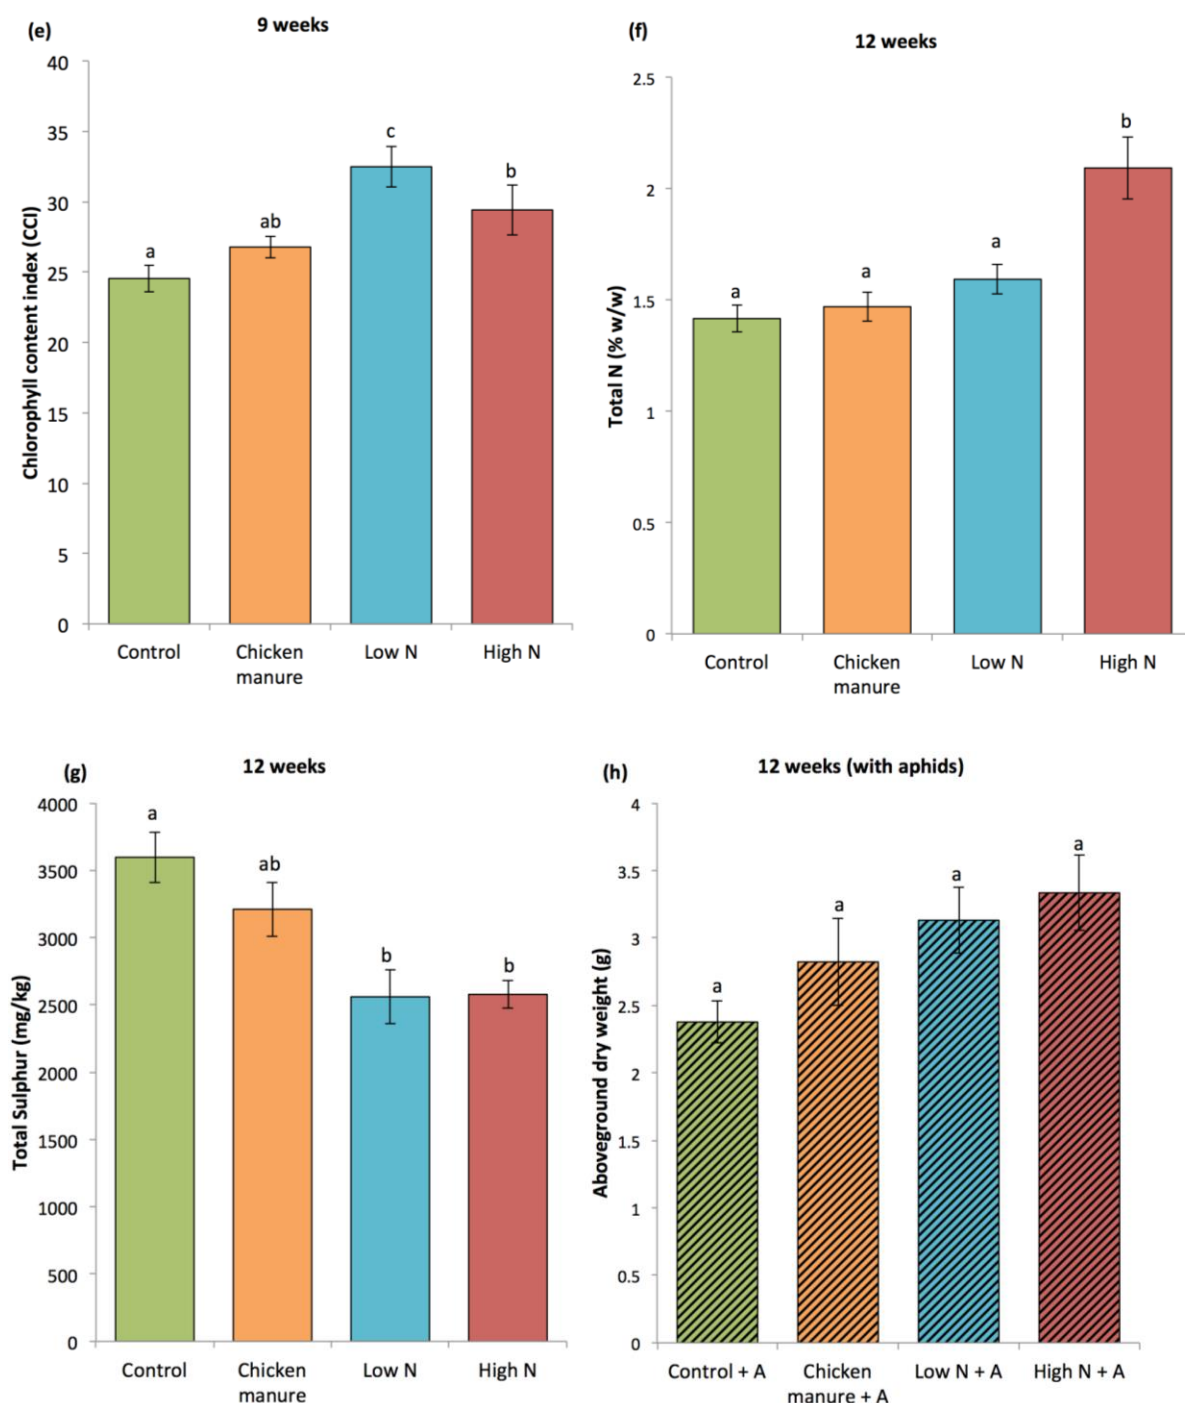 (e)
9 weeks
Chlorophyll content index (CCI)
40
35
30
25
20
15
10
5
0
a
ab
c
b
Control
Chicken
manure
Low N
High N
(f)
12 weeks
Total N (% w/w)
2.5
2
1.5
1
0.5
0
a
a
a
b
Control
Chicken
manure
Low N
High N
(g)
12 weeks
Total Sulphur (mg/kg)
4000
3500
3000
2500
2000
1500
1000
500
0
a
ab
b
b
Control
Chicken
manure
Low N
High N
(h)
12 weeks (with aphids)
Aboveground dry weight (g)
4
3.5
3
2.5
2
1.5
1
0.5
0
a
a
a
a
Control + A
Chicken
manure + A
Low N + A
High N + A